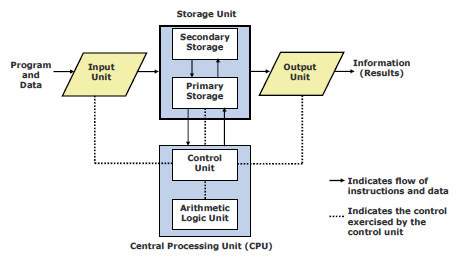 Storage Unit
Secondary
Storage
Program
and
Data
Input
Unit
Output
Unit
Information
(Results)
Primary
Storage
Control
Unit
Indicates flow of
instructions and data
Arithmetic
Logic Unit
Indicates the control
exercised by the
control unit
Central Processing Unit (CPU)